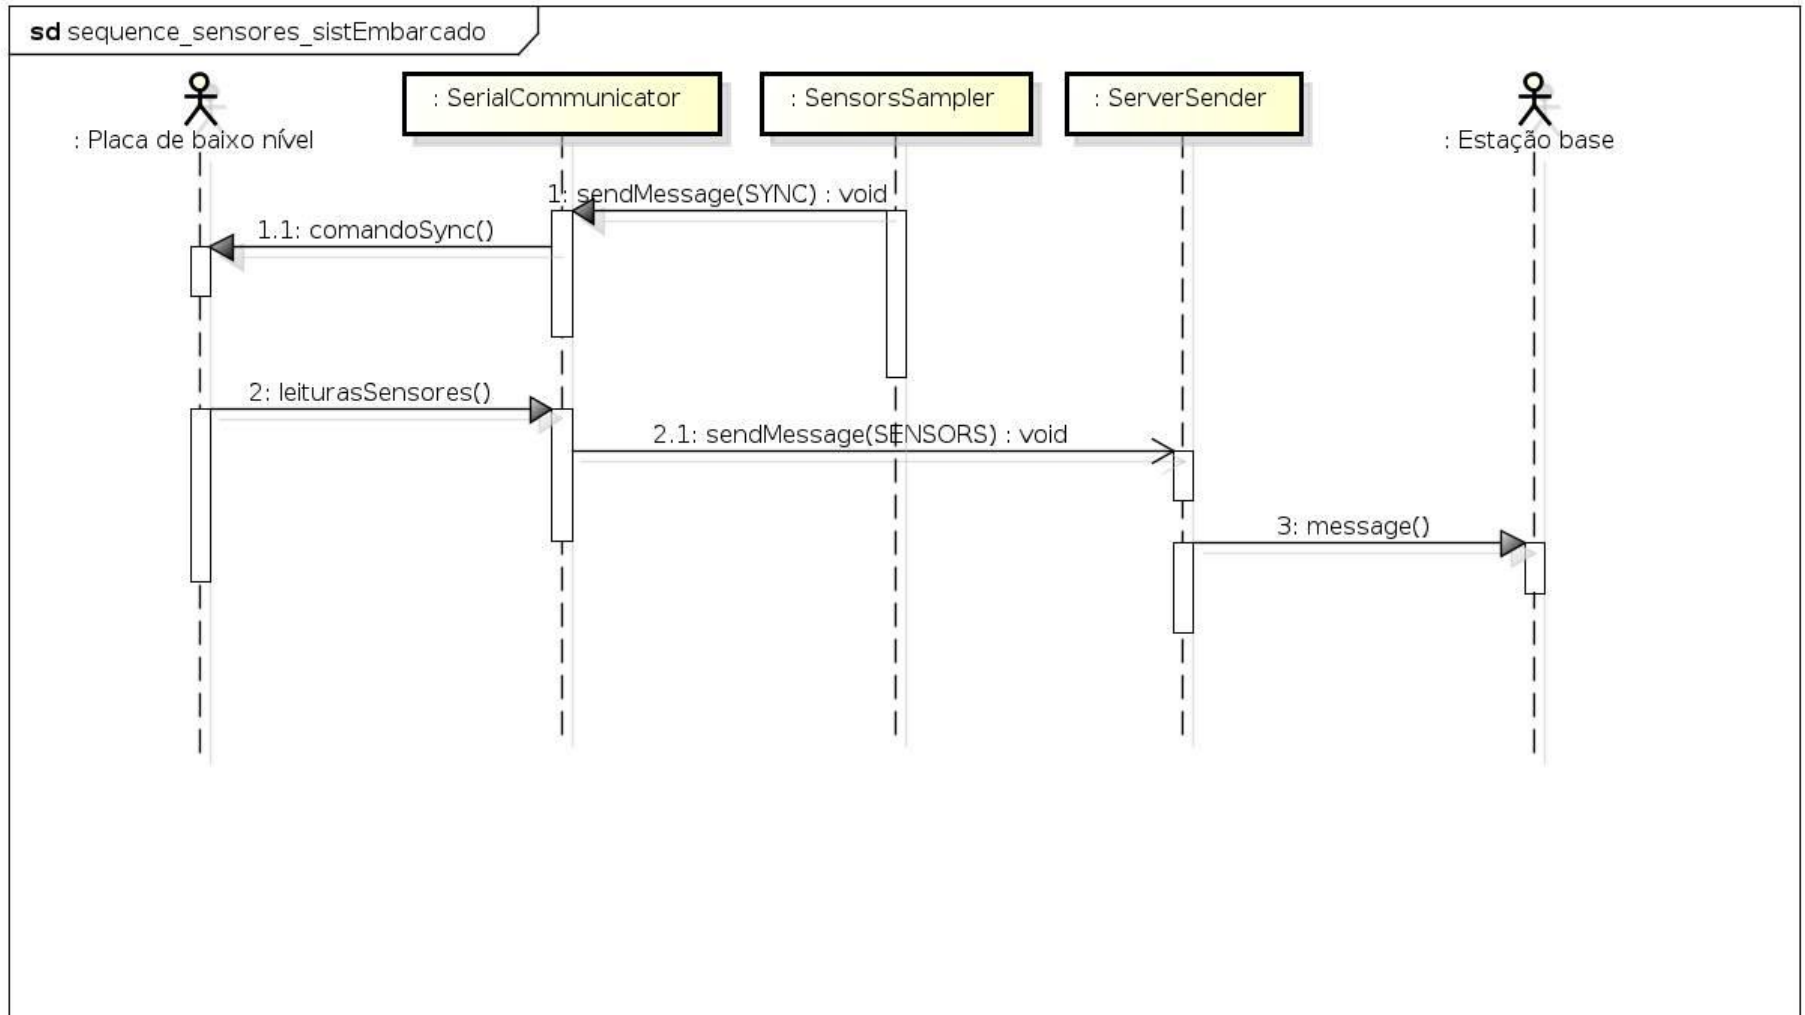 sd sequence_sensores_sistEmbarcado
: Placa de baixo nível
: SerialCommunicator
: SensorsSampler
: ServerSender
: Estação base
1: sendMessage(SYNC) : void
1.1: comandoSync()
2: leiturasSensores()
2.1: sendMessage(SENSORS) : void
3: message()